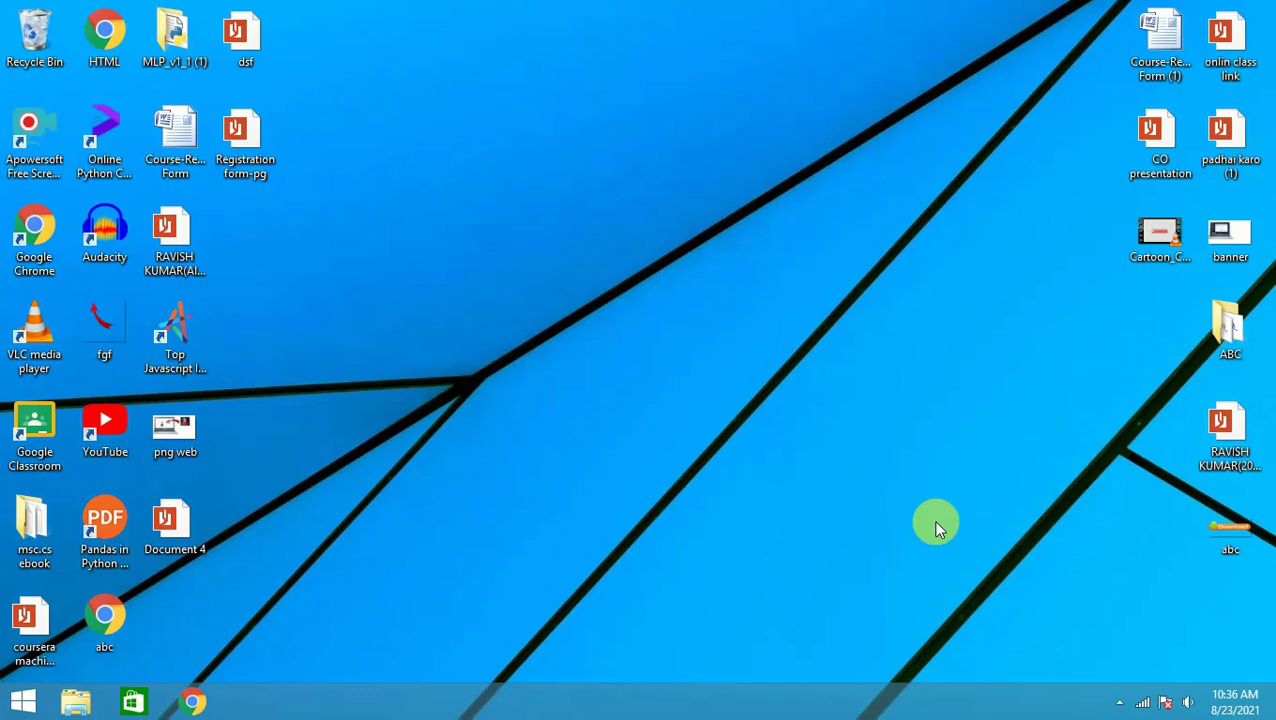 Recycle Bin
HTML
MLP_v1_1 (1)
dsf
Apowersoft
Free Scre...
Online
Python C...
Course-Re...
Form
Registration
form-pg
Google
Chrome
Audacity
RAVISH
KUMAR(AI...
VLC media
player
fgf
Top
Javascript I...
Google
Classroom
YouTube
png web
msc.cs
ebook
PDF
Pandas in
Python ...
Document 4
coursera
machi...
abc
Course-Re...
Form (1)
onlin class
link
CO
presentation
padhai karo
(1)
Cartoon_C...
banner
ABC
RAVISH
KUMAR(20...
Download
abc
10:36 AM
8/23/2021